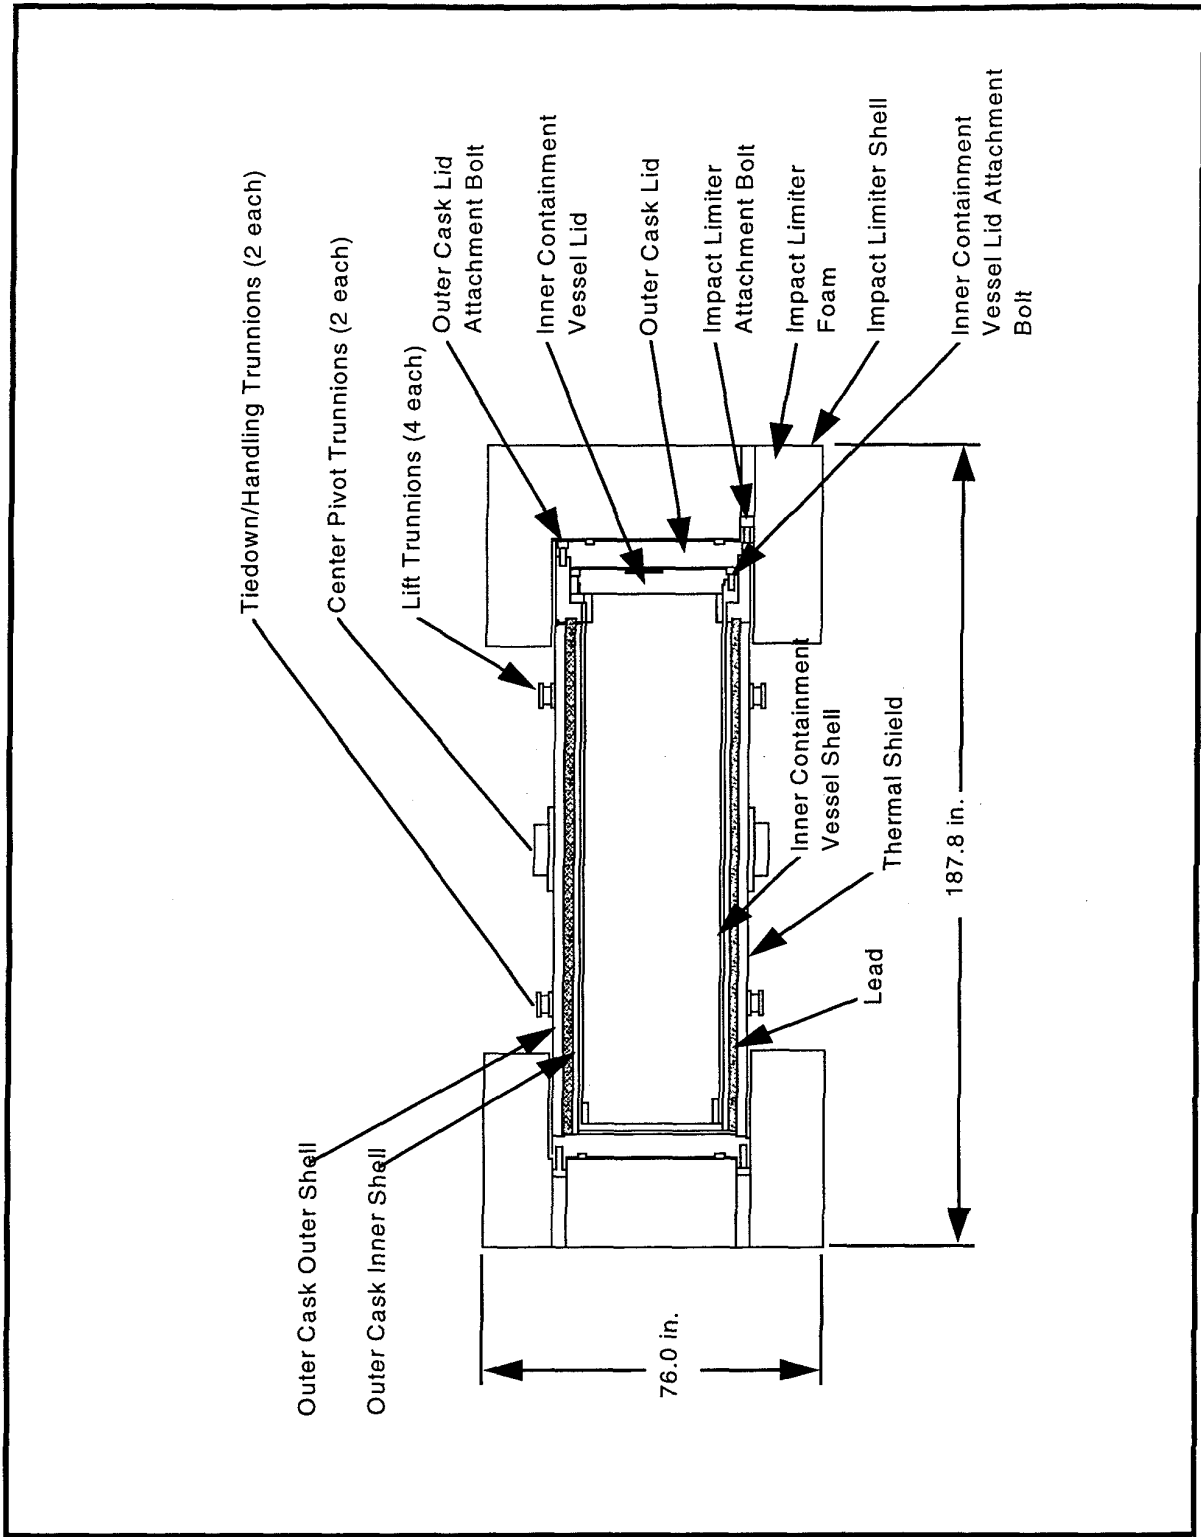 Tiedown/Handling Trunnions (2 each)
Center Pivot Trunnions (2 each)
Lift Trunnions (4 each)
Outer Cask Lid
Attachment Bolt
Inner Containment
Vessel Lid
Outer Cask Lid
Impact Limiter
Attachment Bolt
Impact Limiter
Foam
Impact Limiter Shell
Inner Containment
Vessel Lid Attachment
Bolt
Outer Cask Outer Shell
Outer Cask Inner Shell
Inner Containment
Vessel Shell
Thermal Shield
Lead
187.8 in.
76.0 in.